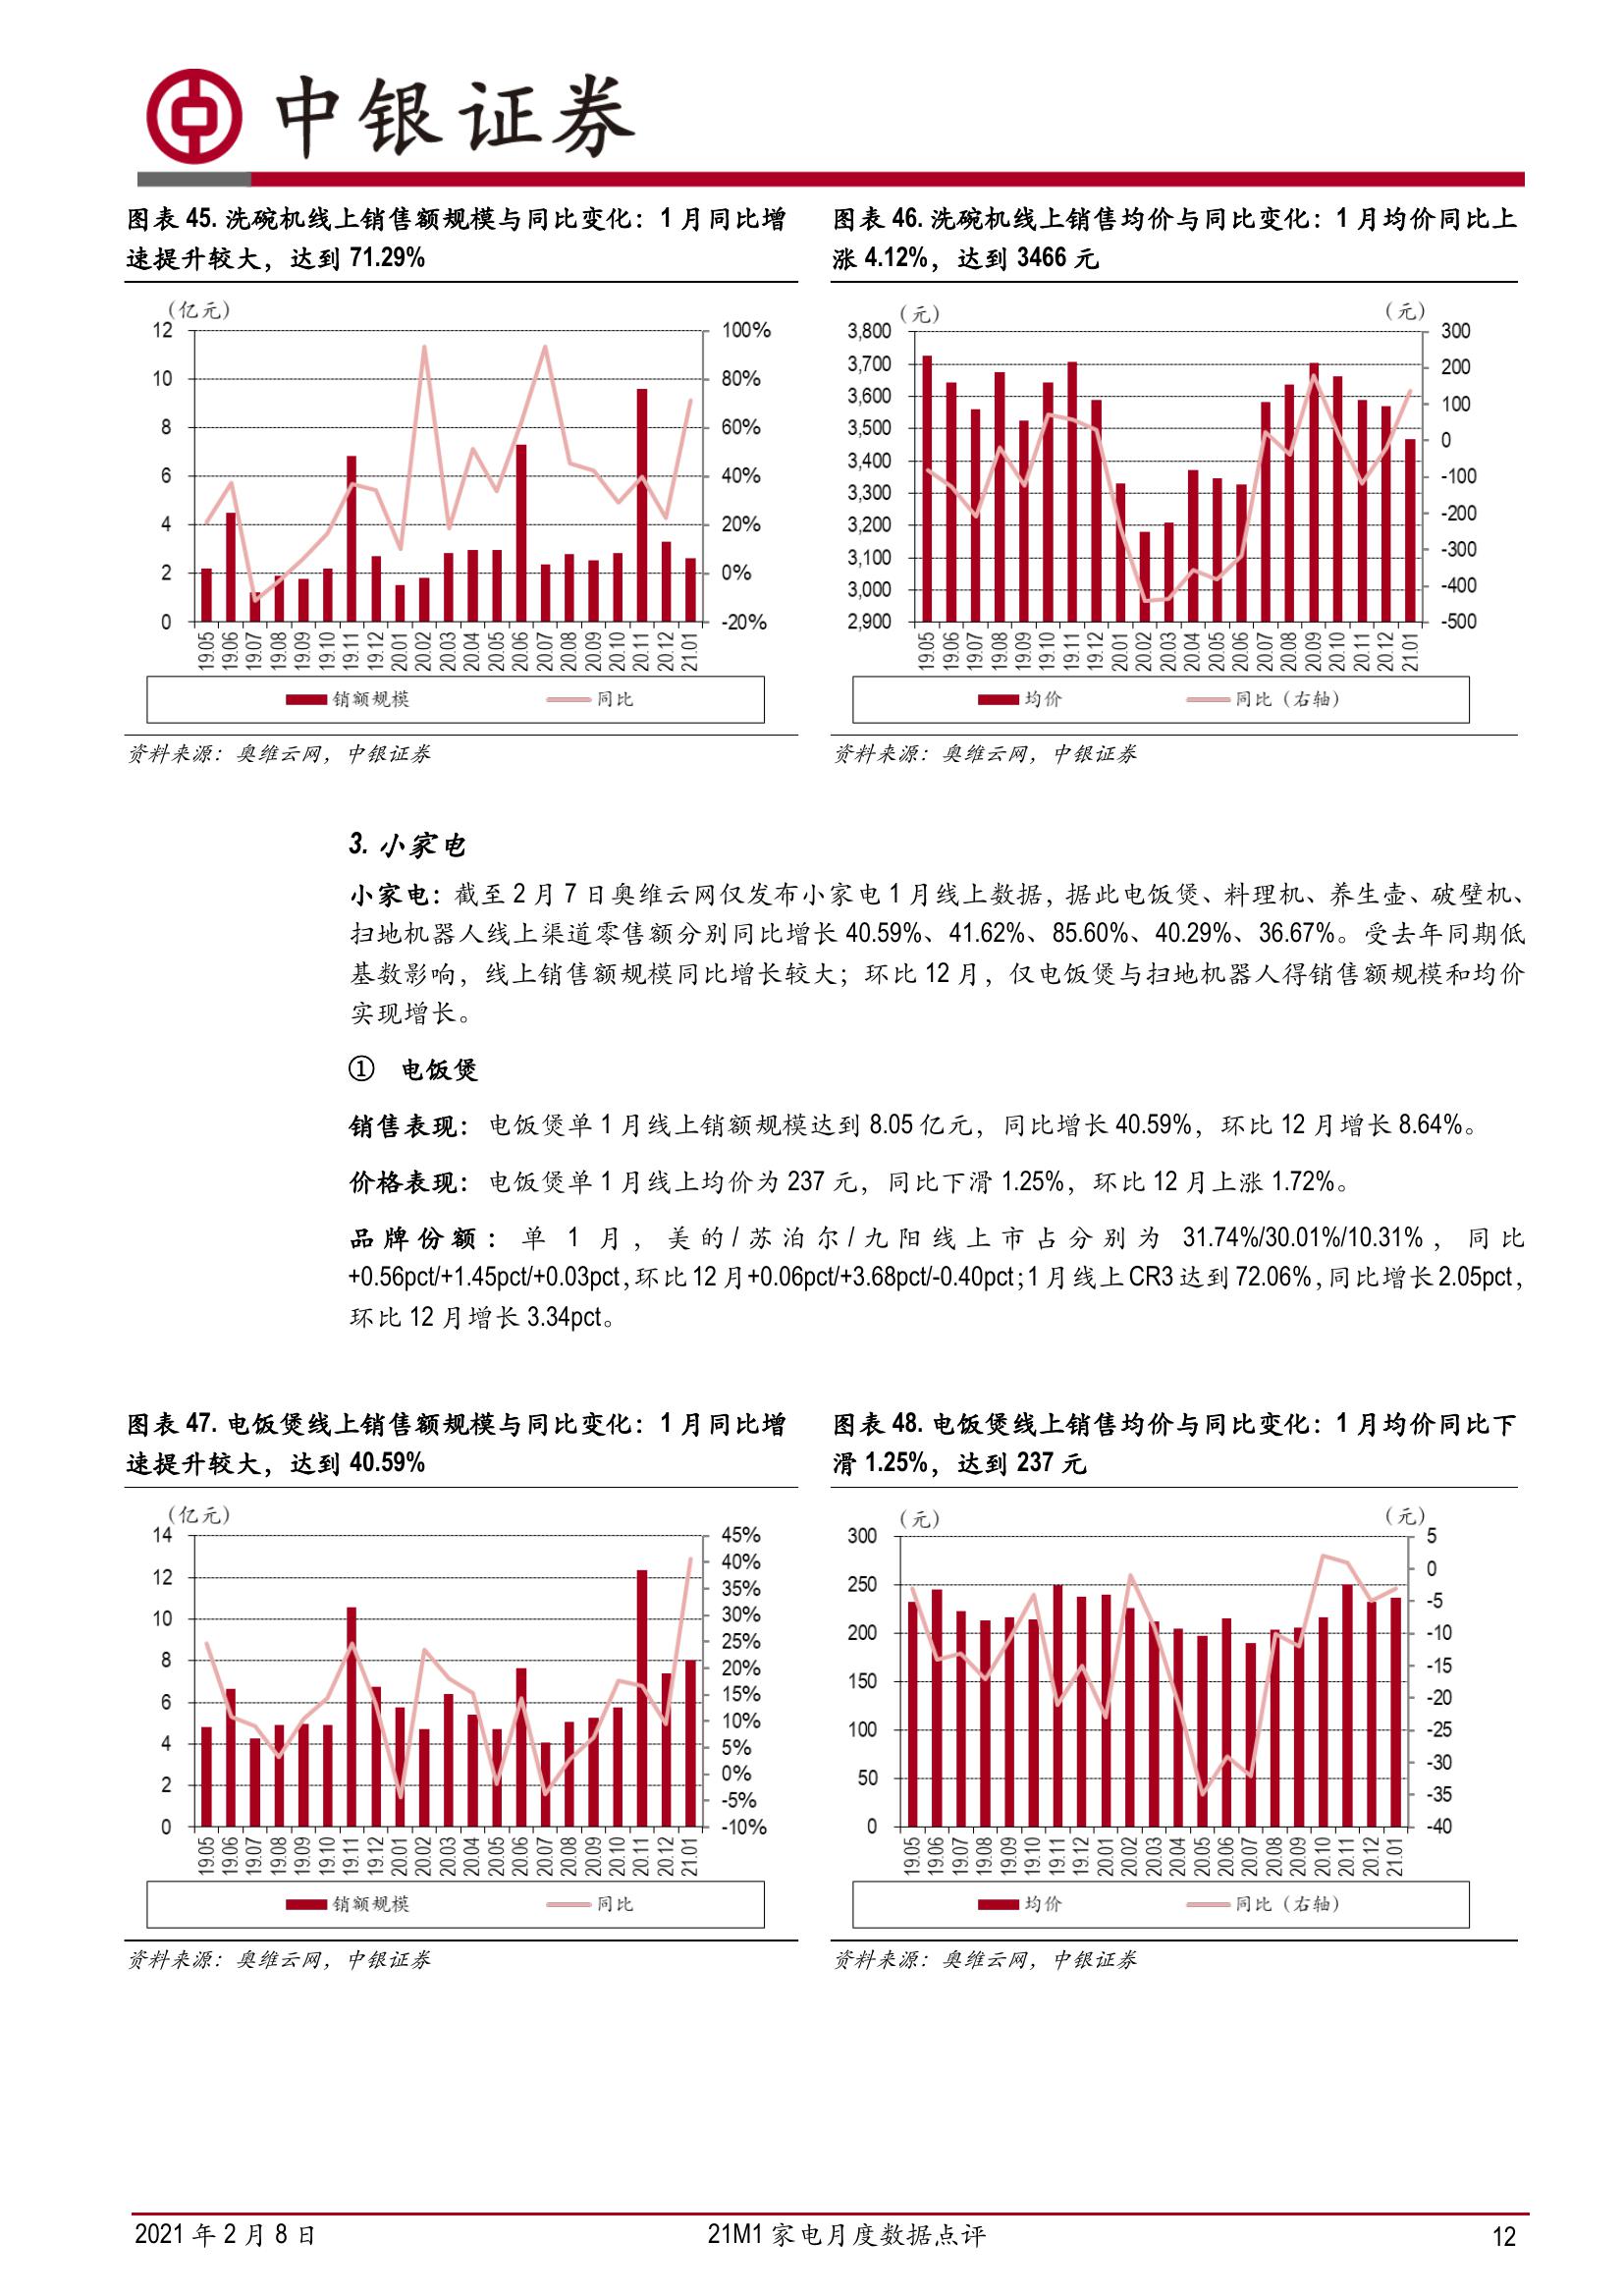 中银证券
图表 45. 洗碗机线上销售额规模与同比变化：1 月同比增
速提升较大，达到 71.29%
（亿元）
12
10
8
6
4
2
0
100%
80%
60%
40%
20%
0%
-20%
19.05 19.06 19.07 19.08 19.09 19.10 19.11 19.12 20.01 20.02 20.03 20.04 20.05 20.06 20.07 20.08 20.09 20.10 20.11 20.12 21.01
销额规模 同比
资料来源：奥维云网，中银证券
图表 46. 洗碗机线上销售均价与同比变化：1 月均价同比上
涨 4.12%，达到 3466 元
（元） （元）
3,800
3,700
3,600
3,500
3,400
3,300
3,200
3,100
3,000
2,900
300
200
100
0
-100
-200
-300
-400
-500
19.05 19.06 19.07 19.08 19.09 19.10 19.11 19.12 20.01 20.02 20.03 20.04 20.05 20.06 20.07 20.08 20.09 20.10 20.11 20.12 21.01
均价 同比（右轴）
资料来源：奥维云网，中银证券
3. 小家电
小家电：截至 2 月 7 日奥维云网仅发布小家电 1 月线上数据，据此电饭煲、料理机、养生壶、破壁机、
扫地机器人线上渠道零售额分别同比增长 40.59%、41.62%、85.60%、40.29%、36.67%。受去年同期低
基数影响，线上销售额规模同比增长较大；环比 12 月，仅电饭煲与扫地机器人得销售额规模和均价
实现增长。
① 电饭煲
销售表现：电饭煲单 1 月线上销额规模达到 8.05 亿元，同比增长 40.59%，环比 12 月增长 8.64%。
价格表现：电饭煲单 1 月线上均价为 237 元，同比下滑 1.25%，环比 12 月上涨 1.72%。
品牌份额：单 1 月，美的/苏泊尔/九阳线上市占分别为 31.74%/30.01%/10.31%，同比
+0.56pct/+1.45pct/+0.03pct，环比 12 月+0.06pct/+3.68pct/-0.40pct；1 月线上 CR3 达到 72.06%，同比增长 2.05pct，
环比 12 月增长 3.34pct。
图表 47. 电饭煲线上销售额规模与同比变化：1 月同比增
速提升较大，达到 40.59%
（亿元）
14
12
10
8
6
4
2
0
45%
40%
35%
30%
25%
20%
15%
10%
5%
0%
-5%
-10%
19.05 19.06 19.07 19.08 19.09 19.10 19.11 19.12 20.01 20.02 20.03 20.04 20.05 20.06 20.07 20.08 20.09 20.10 20.11 20.12 21.01
销额规模 同比
资料来源：奥维云网，中银证券
图表 48. 电饭煲线上销售均价与同比变化：1 月均价同比下
滑 1.25%，达到 237 元
（元） （元）
300
250
200
150
100
50
0
5
0
-5
-10
-15
-20
-25
-30
-35
-40
19.05 19.06 19.07 19.08 19.09 19.10 19.11 19.12 20.01 20.02 20.03 20.04 20.05 20.06 20.07 20.08 20.09 20.10 20.11 20.12 21.01
均价 同比（右轴）
资料来源：奥维云网，中银证券
2021 年 2 月 8 日 21M1 家电月度数据点评 12